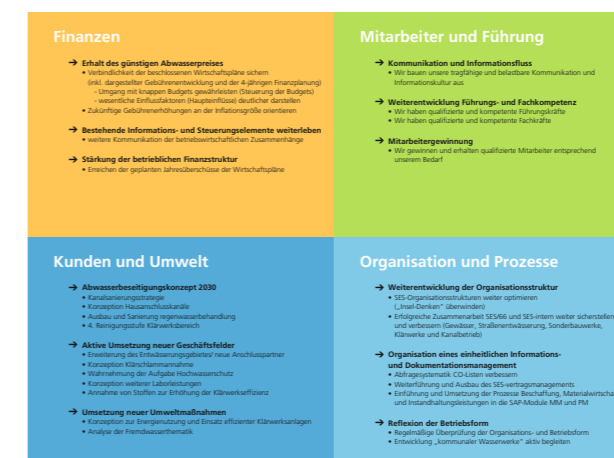 Finanzen
➔ Erhalt des günstigen Abwasserpreises
• Verbindlichkeit der beschlossenen Wirtschaftspläne sichern
(inkl. dargestellter Gebührenentwicklung und der 4-jährigen Finanzplanung)
- Umgang mit knappen Budgets gewährleisten (Steuerung der Budgets)
- wesentliche Einflussfaktoren (Haupteinflüsse) deutlicher darstellen
• Zukünftige Gebührenerhöhungen an der Inflationsgröße orientieren
➔ Bestehende Informations- und Steuerungselemente weiterleben
• weitere Kommunikation der betriebswirtschaftlichen Zusammenhänge
➔ Stärkung der betrieblichen Finanzstruktur
• Erreichen der geplanten Jahresüberschüsse der Wirtschaftspläne
Mitarbeiter und Führung
➔ Kommunikation und Informationsfluss
• Wir bauen unsere tragfähige und belastbare Kommunikation und
Informationskultur aus
➔ Weiterentwicklung Führungs- und Fachkompetenz
• Wir haben qualifizierte und kompetente Führungskräfte
• Wir haben qualifizierte und kompetente Fachkräfte
➔ Mitarbeitergewinnung
• Wir gewinnen und erhalten qualifizierte Mitarbeiter entsprechend
unserem Bedarf
Kunden und Umwelt
➔ Abwasserbeseitigungskonzept 2030
• Kanalsanierungsstrategie
• Konzeption Hausanschlusskanäle
• Ausbau und Sanierung regenwasserbehandlung
• 4. Reinigungsstufe Klärwerksbereich
➔ Aktive Umsetzung neuer Geschäftsfelder
• Erweiterung des Entwässerungsgebietes/ neue Anschlusspartner
• Konzeption Klärschlammannahme
• Wahrnehmung der Aufgabe Hochwasserschutz
• Konzeption weiterer Laborleistungen
• Annahme von Stoffen zur Erhöhung der Klärwerkseffizienz
➔ Umsetzung neuer Umweltmaßnahmen
• Konzeption zur Energienutzung und Einsatz effizienter Klärwerksanlagen
• Analyse der Fremdwasserthematik
Organisation und Prozesse
➔ Weiterentwicklung der Organisationsstruktur
• SES-Organisationsstrukturen weiter optimieren
(„Insel-Denken“ überwinden)
• Erfolgreiche Zusammenarbeit SES/66 und SES-intern weiter sicherstellen
und verbessern (Gewässer, Straßenentwässerung, Sonderbauwerke,
Klärwerke und Kanalbetrieb)
➔ Organisation eines einheitlichen Informations-
und Dokumentationsmanagement
• Abfragesystematik CO-Listen verbessern
• Weiterführung und Ausbau des SES-vertragsmanagements
• Einführung und Umsetzung der Prozesse Beschaffung, Materialwirtscha
und Instandhaltungsleistungen in die SAP-Module MM und PM
➔ Reflexion der Betriebsform
• Regelmäßige Überprüfung der Organisations- und Betriebsform
• Entwicklung „kommunaler Wasserwerke“ aktiv begleiten